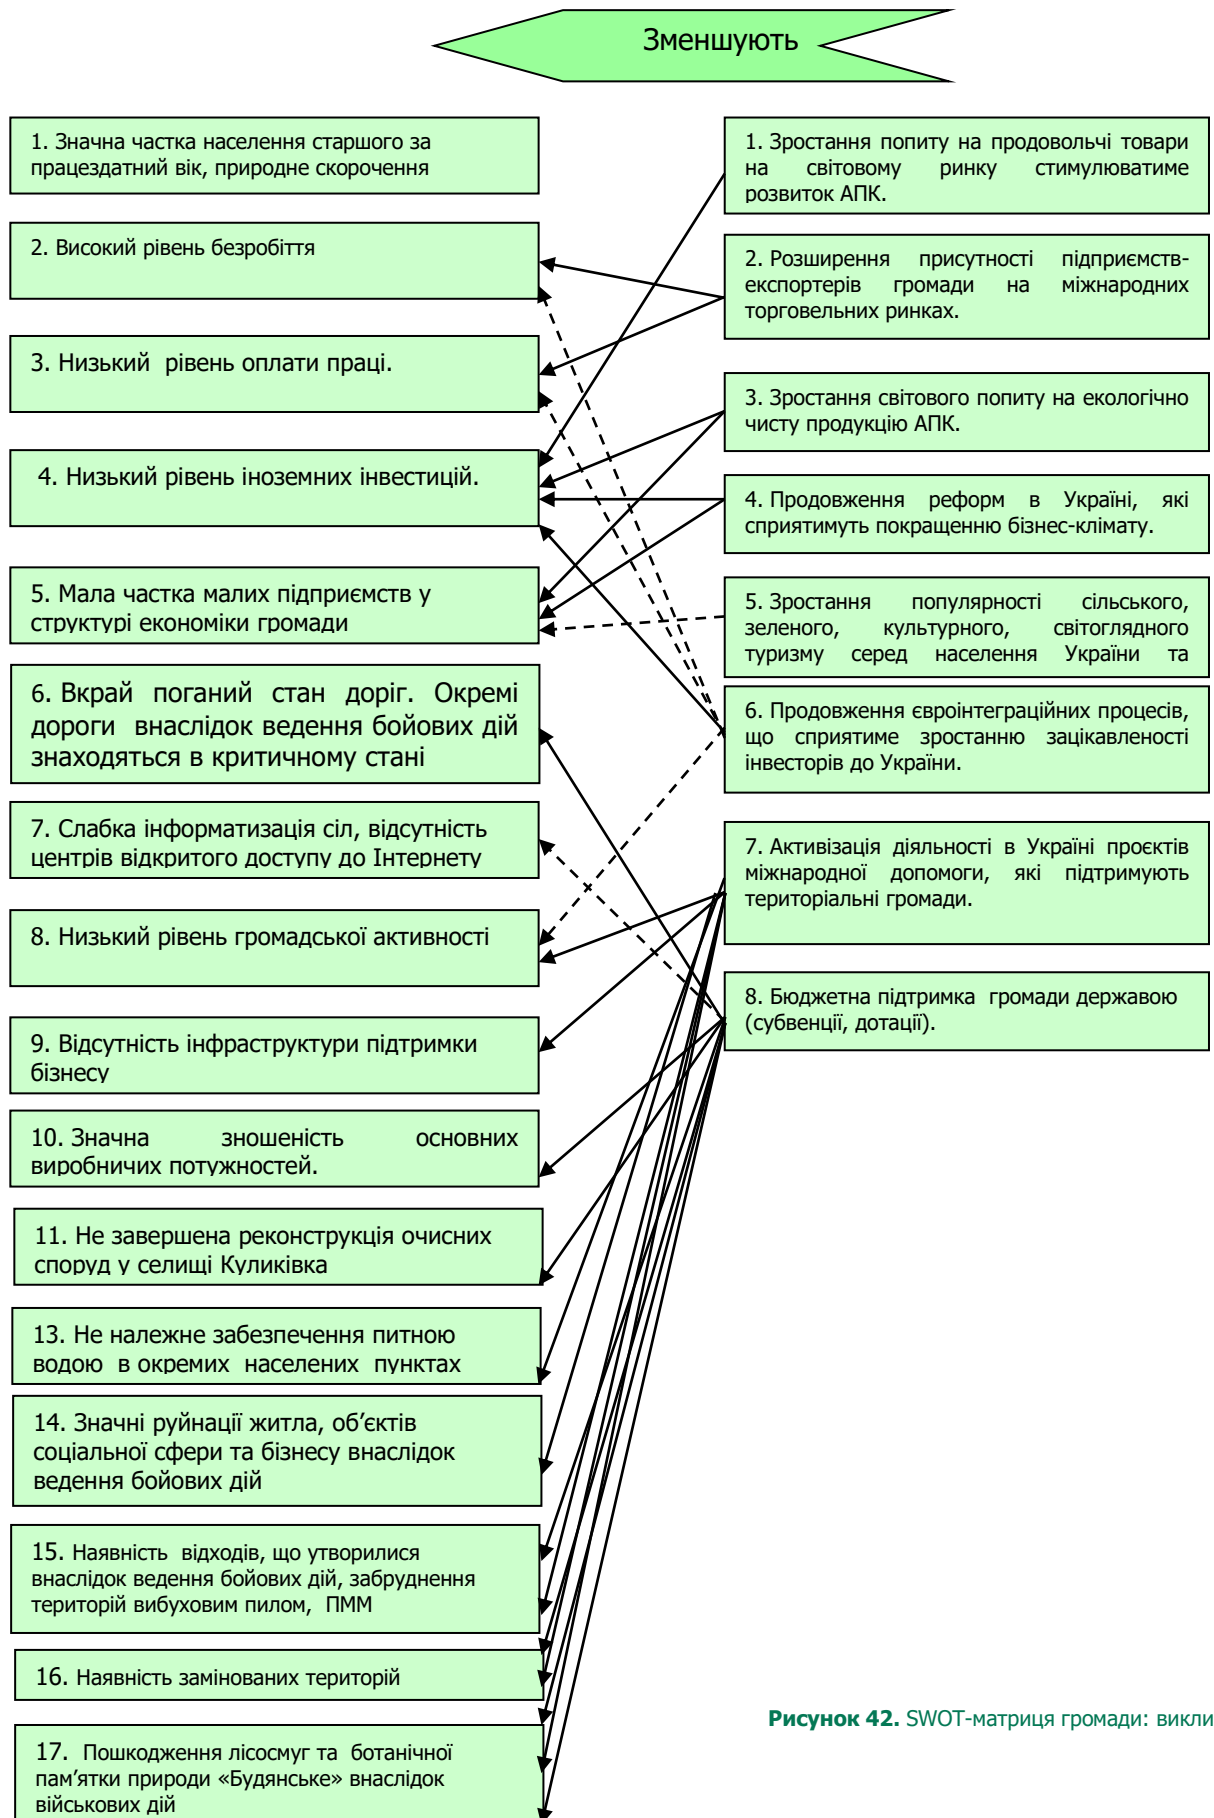 Зменшують
1. Значна частка населення старшого за
працездатний вік, природне скорочення
2. Високий рівень безробіття
3. Низький рівень оплати праці.
4. Низький рівень іноземних інвестицій.
5. Мала частка малих підприємств у
структурі економіки громади
6. Вкрай поганий стан доріг. Окремі
дороги внаслідок ведення бойових дій
знаходяться в критичному стані
7. Слабка інформатизація сіл, відсутність
центрів відкритого доступу до Інтернету
8. Низький рівень громадської активності
9. Відсутність інфраструктури підтримки
бізнесу
10. Значна зношеність основних
виробничих потужностей.
11. Не завершена реконструкція очисних
споруд у селищі Куликівка
13. Не належне забезпечення питною
водою в окремих населених пунктах
14. Значні руйнації житла, об’єктів
соціальної сфери та бізнесу внаслідок
ведення бойових дій
15. Наявність відходів, що утворилися
внаслідок ведення бойових дій, забруднення
територій вибуховим пилом, ПММ
16. Наявність замінованих територій
17. Пошкодження лісосмуг та ботанічної
пам’ятки природи «Будянське» внаслідок
військових дій
1. Зростання попиту на продовольчі товари
на світовому ринку стимулюватиме
розвиток АПК.
2. Розширення присутності підприємств-
експортерів громади на міжнародних
торговельних ринках.
3. Зростання світового попиту на екологічно
чисту продукцію АПК.
4. Продовження реформ в Україні, які
сприятимуть покращенню бізнес-клімату.
5. Зростання популярності сільського,
зеленого, культурного, світоглядного
туризму серед населення України та
6. Продовження євроінтеграційних процесів,
що сприятиме зростанню зацікавленості
інвесторів до України.
7. Активізація діяльності в Україні проєктів
міжнародної допомоги, які підтримують
територіальні громади.
8. Бюджетна підтримка громади державою
(субвенції, дотації).
Рисунок 42. SWOT-матриця громади: викли